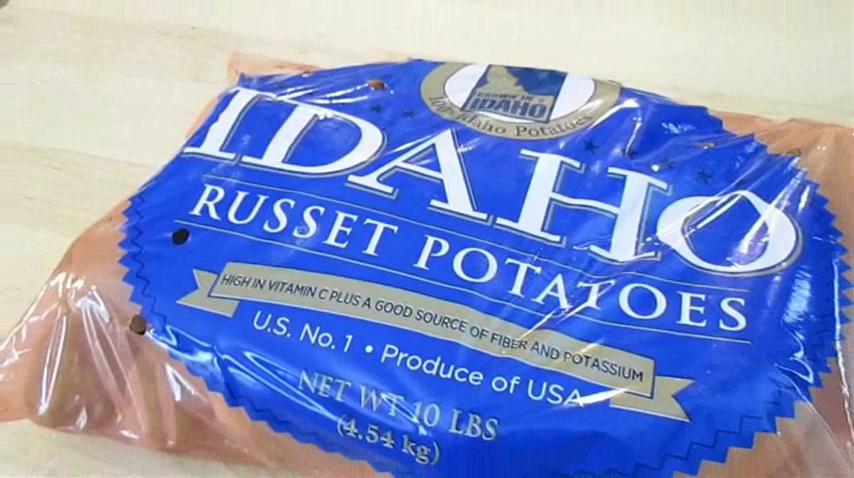 GROWN IN
IDAHO
100% Idaho Potatoes
IDAHO
RUSSET POTATOES
HIGH IN VITAMIN C PLUS A GOOD SOURCE OF FIBER AND POTASSIUM
U.S. No. 1 • Produce of USA
NET WT 10 LBS
(4.54 kg)